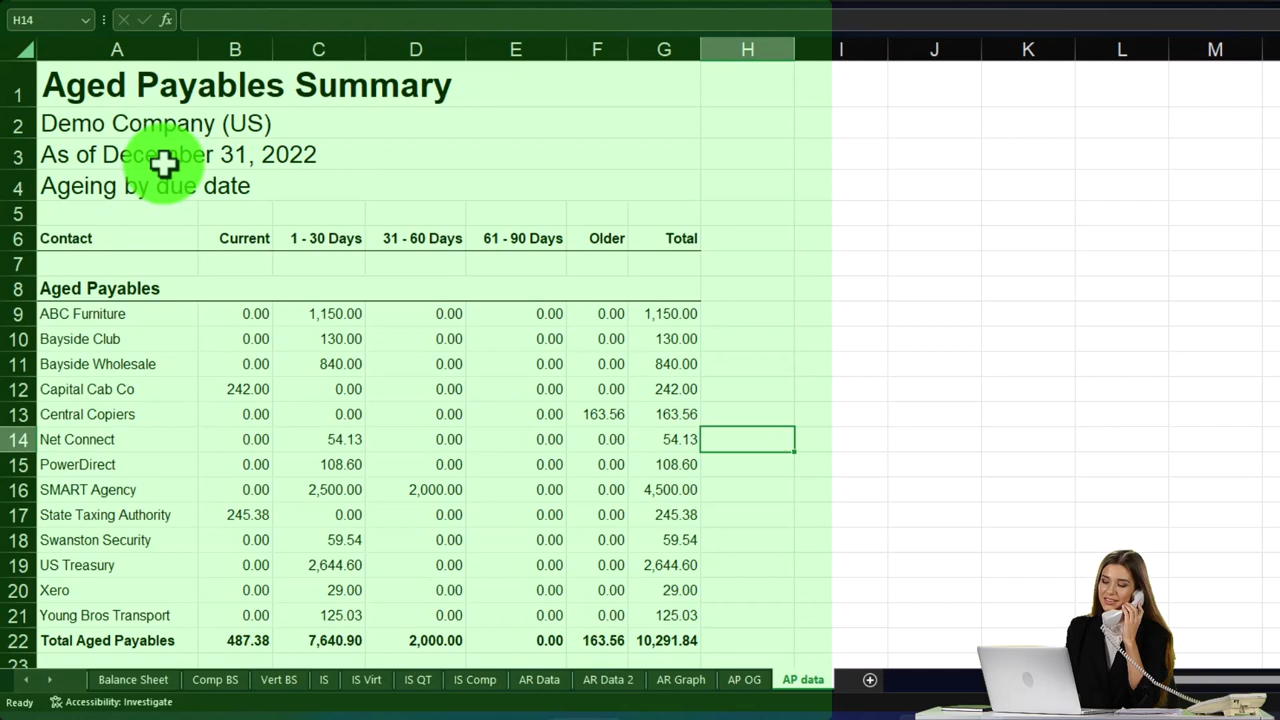 H14 fx
A B C D E F G H I J K L M
1 Aged Payables Summary
2 Demo Company (US)
3 As of December 31, 2022
4 Ageing by due date
5
6 Contact Current 1 - 30 Days 31 - 60 Days 61 - 90 Days Older Total
7
8 Aged Payables
9 ABC Furniture 0.00 1,150.00 0.00 0.00 0.00 1,150.00
10 Bayside Club 0.00 130.00 0.00 0.00 0.00 130.00
11 Bayside Wholesale 0.00 840.00 0.00 0.00 0.00 840.00
12 Capital Cab Co 242.00 0.00 0.00 0.00 0.00 242.00
13 Central Copiers 0.00 0.00 0.00 0.00 163.56 163.56
14 Net Connect 0.00 54.13 0.00 0.00 0.00 54.13
15 PowerDirect 0.00 108.60 0.00 0.00 0.00 108.60
16 SMART Agency 0.00 2,500.00 2,000.00 0.00 0.00 4,500.00
17 State Taxing Authority 245.38 0.00 0.00 0.00 0.00 245.38
18 Swanston Security 0.00 59.54 0.00 0.00 0.00 59.54
19 US Treasury 0.00 2,644.60 0.00 0.00 0.00 2,644.60
20 Xero 0.00 29.00 0.00 0.00 0.00 29.00
21 Young Bros Transport 0.00 125.03 0.00 0.00 0.00 125.03
22 Total Aged Payables 487.38 7,640.90 2,000.00 0.00 163.56 10,291.84
23
Balance Sheet Comp BS Vert BS IS IS Virt IS QT IS Comp AR Data AR Data 2 AR Graph AP OG AP data
Ready Accessibility: Investigate